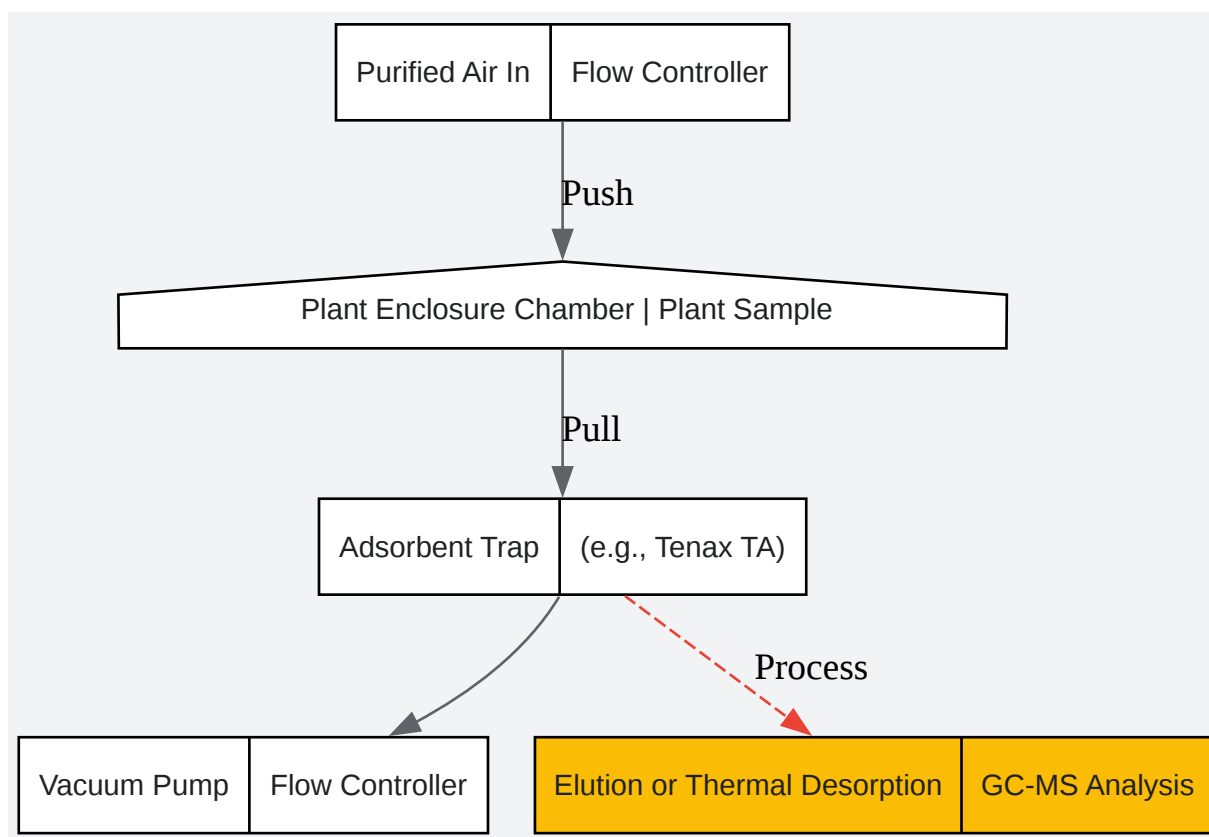 Purified Air In
Flow Controller
Push
Plant Enclosure Chamber | Plant Sample
Pull
Adsorbent Trap
(e.g., Tenax TA)
Process
Vacuum Pump
Flow Controller
Elution or Thermal Desorption
GC-MS Analysis